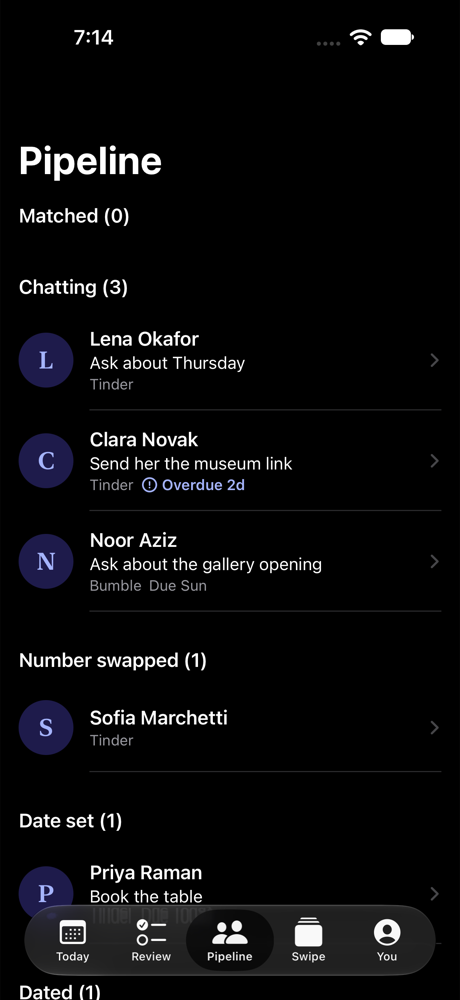 7:14
Pipeline
Matched (0)
Chatting (3)
L
Lena Okafor
Ask about Thursday
Tinder
C
Clara Novak
Send her the museum link
Tinder Overdue 2d
N
Noor Aziz
Ask about the gallery opening
Bumble Due Sun
Number swapped (1)
S
Sofia Marchetti
Tinder
Date set (1)
P
Priya Raman
Book the table
Dated (1)
Today
Review
Pipeline
Swipe
You